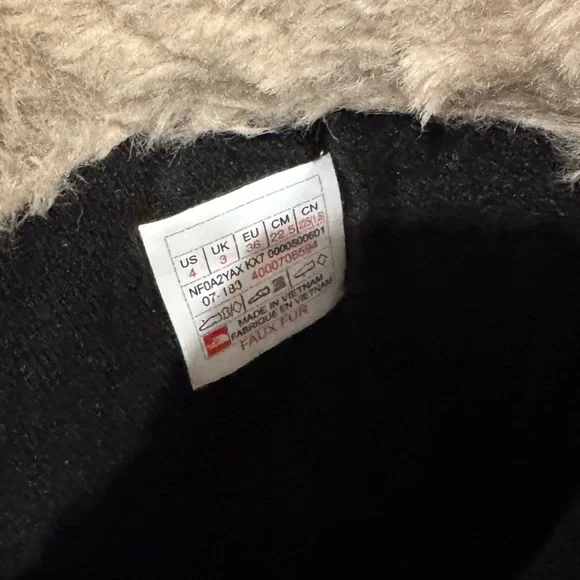 US UK EU CM CN
4 3 36 22.5
NF0A2YAX KX7 0000500601
07-183 4000708594
MADE IN VIETNAM
FABRIQUE EN VIETNAM
FAUX FUR